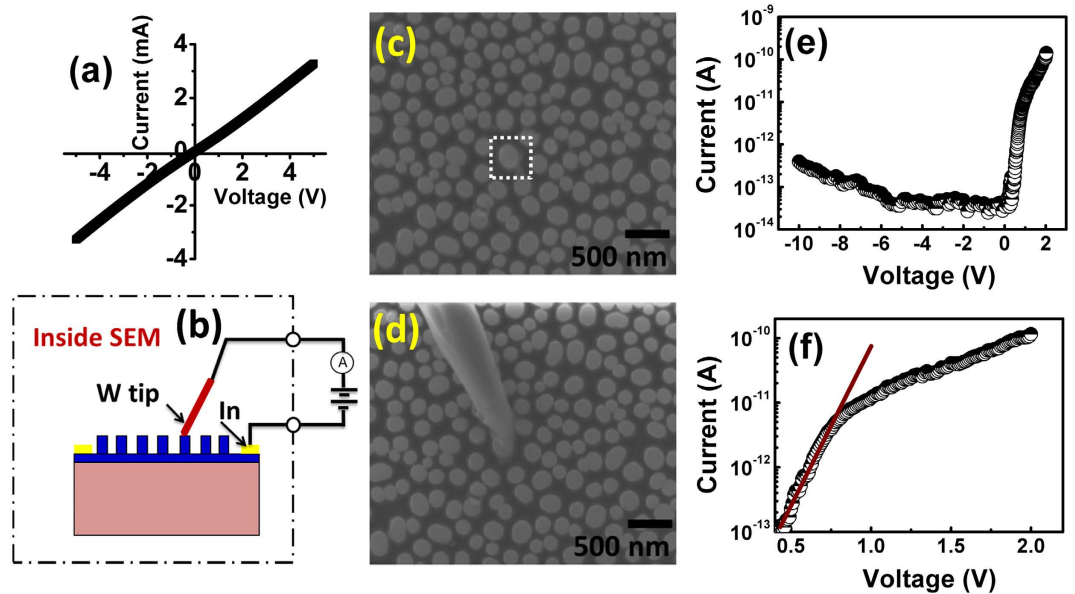 (a)
Current (mA)
4
2
0
-2
-4
-4 -2 0 2 4
Voltage (V)
(b)
Inside SEM
W tip
In
A
(c)
500 nm
(d)
500 nm
(e)
Current (A)
10⁻⁹
10⁻¹⁰
10⁻¹¹
10⁻¹²
10⁻¹³
10⁻¹⁴
-10 -8 -6 -4 -2 0 2
Voltage (V)
(f)
Current (A)
10⁻¹⁰
10⁻¹¹
10⁻¹²
10⁻¹³
0.5 1.0 1.5 2.0
Voltage (V)